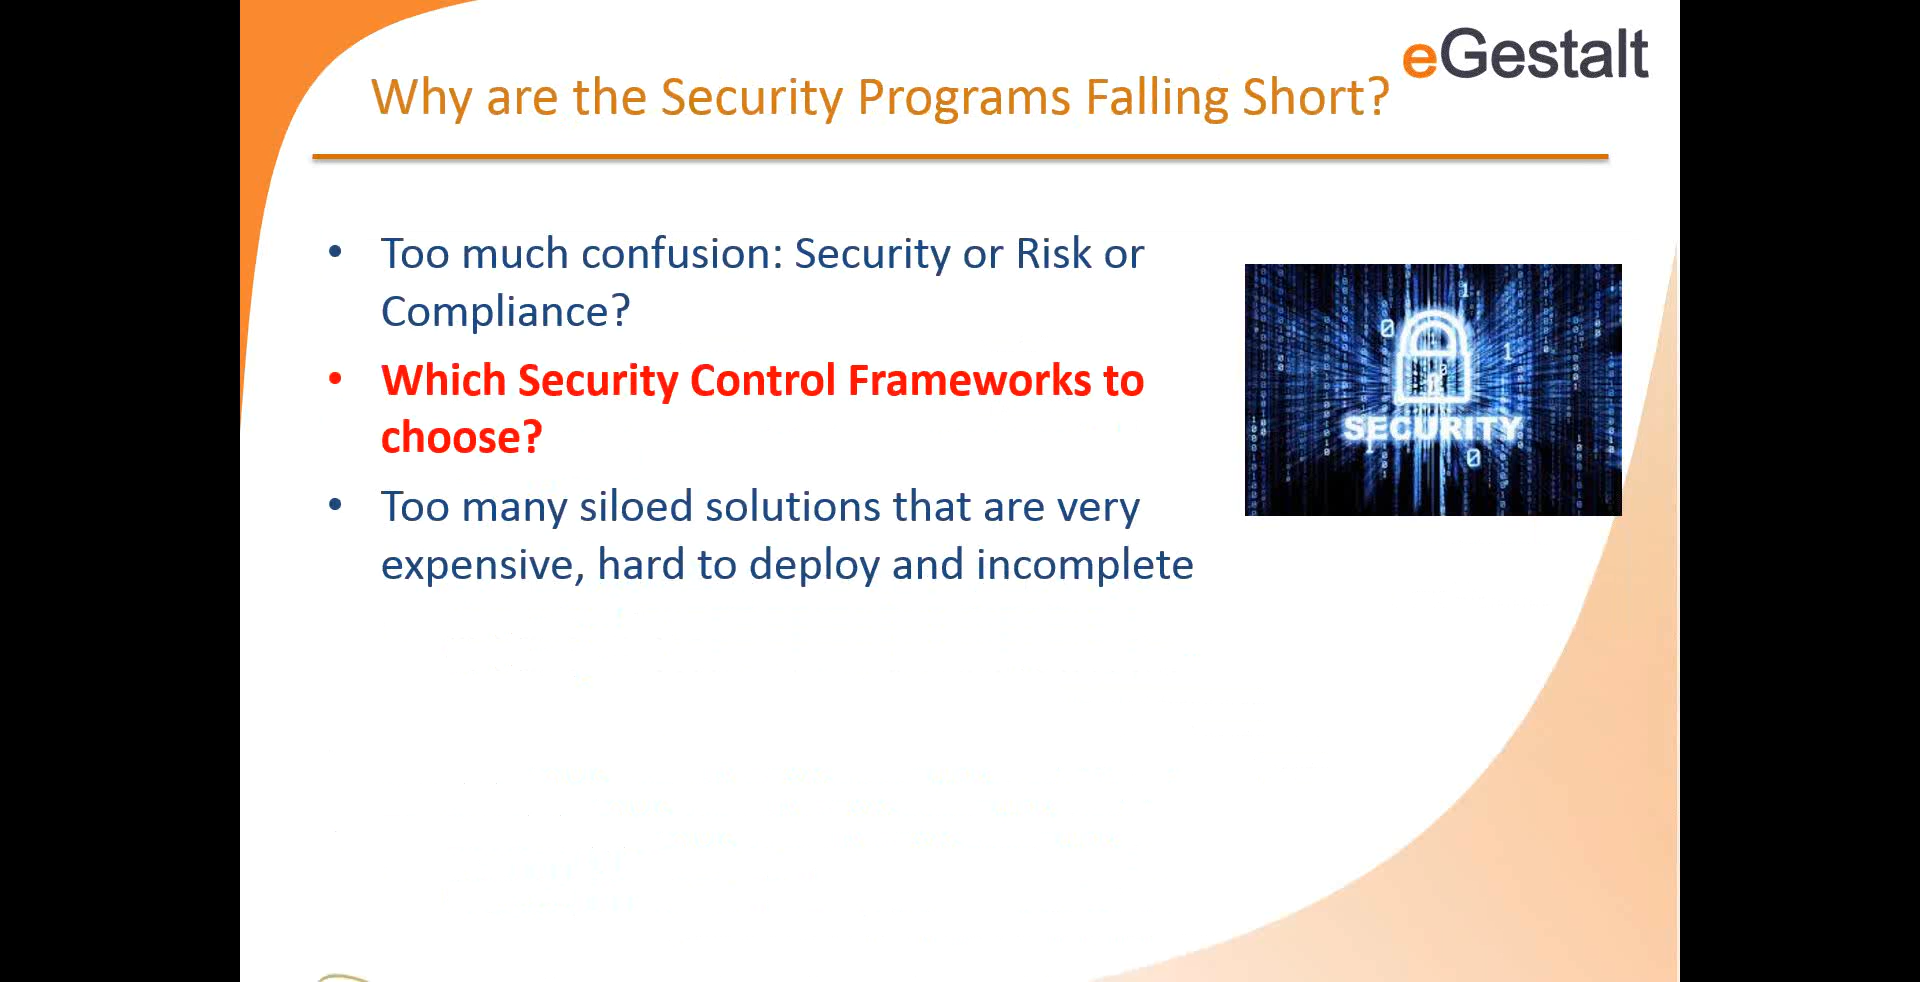 eGestalt
Why are the Security Programs Falling Short?
• Too much confusion: Security or Risk or
Compliance?
• Which Security Control Frameworks to
choose?
• Too many siloed solutions that are very
expensive, hard to deploy and incomplete
SECURITY